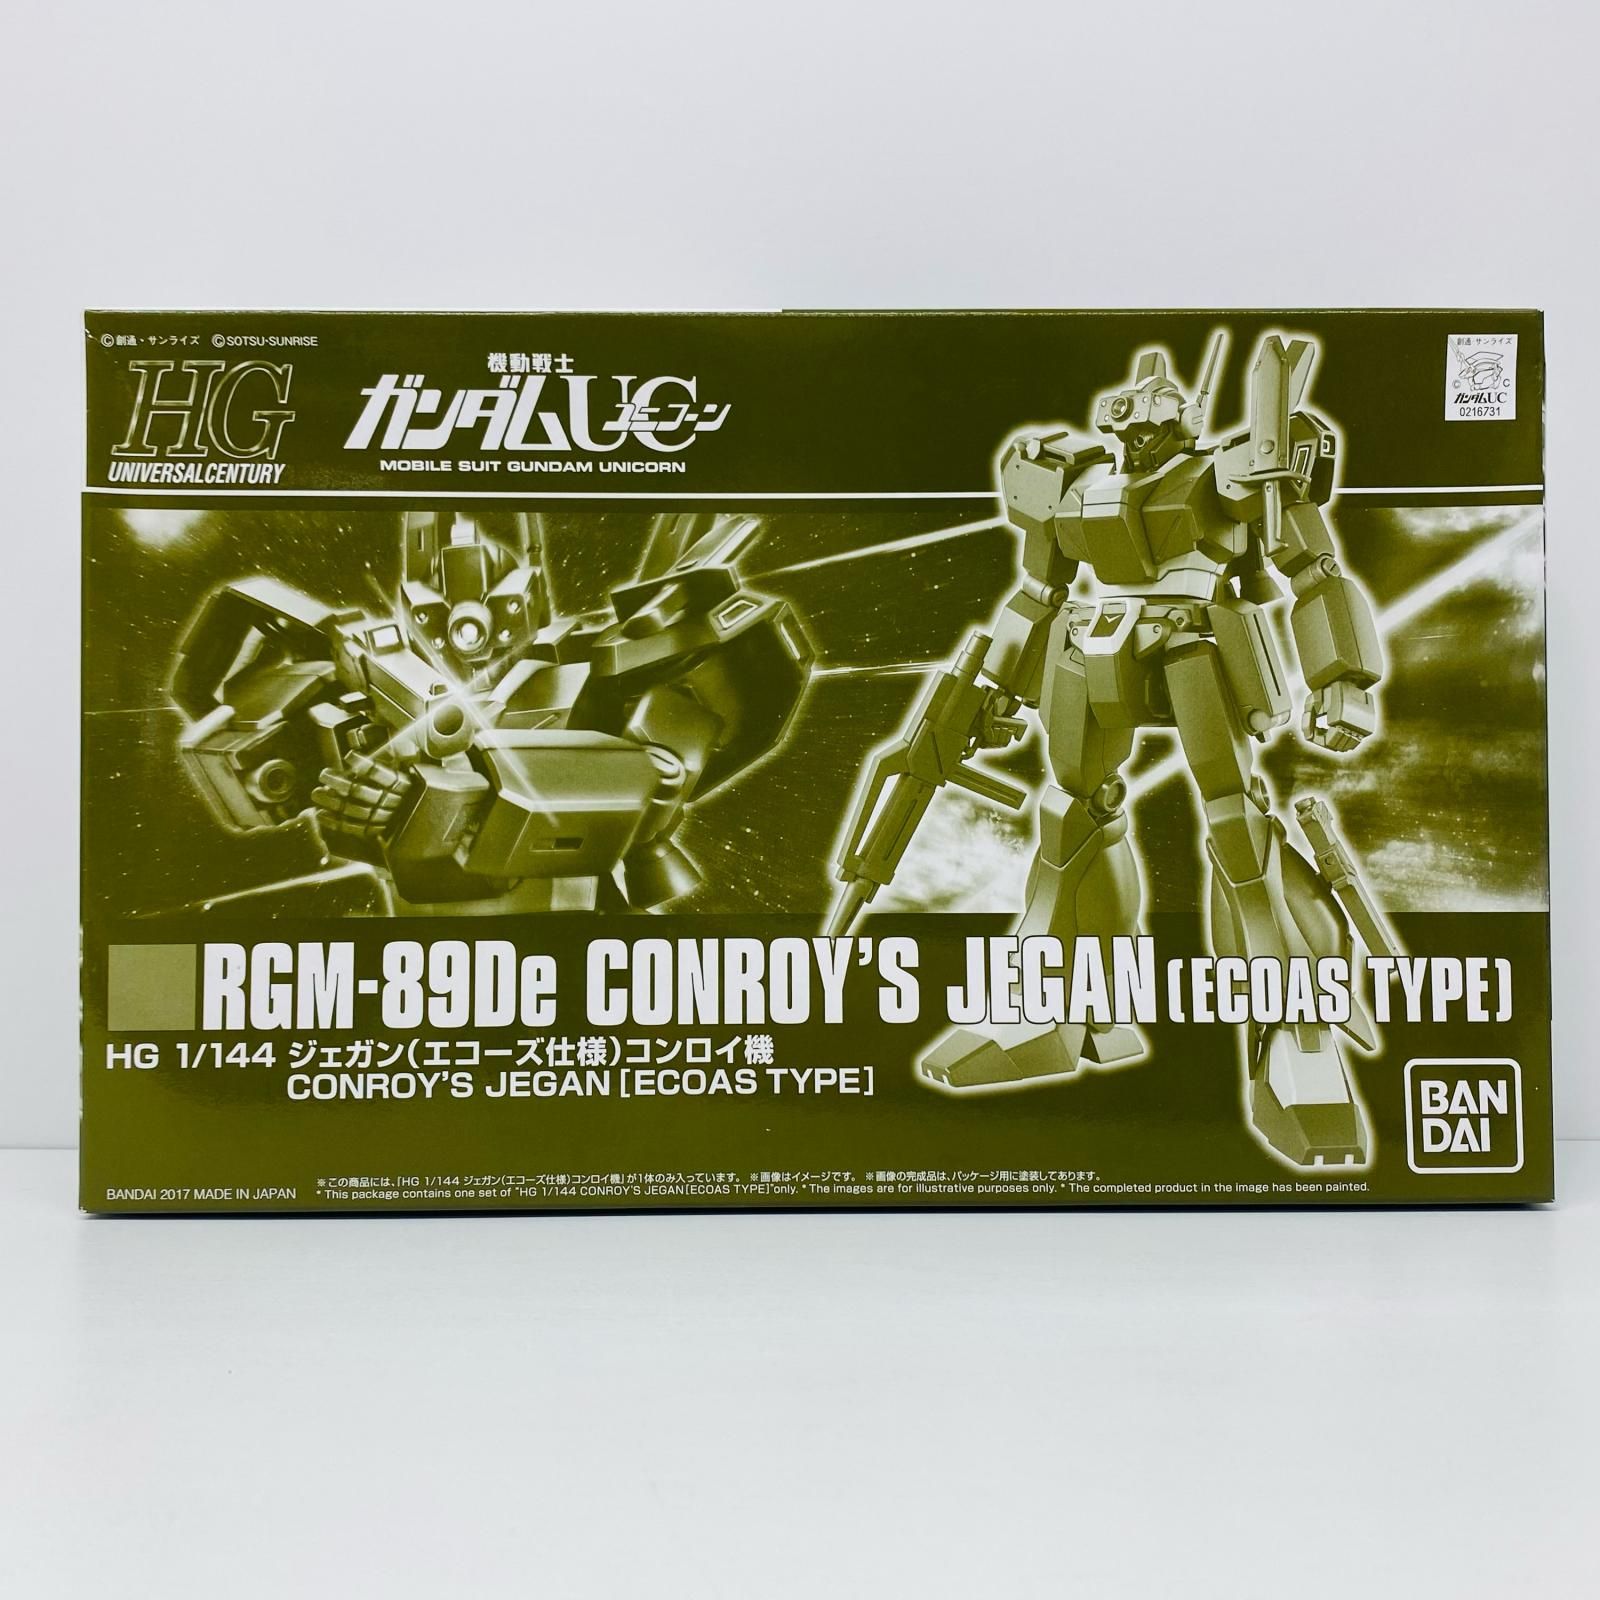 ©創通・サンライズ ©SOTSU・SUNRISE
HG
UNIVERSAL CENTURY
機動戦士
ガンダムUC
ユニコーン
MOBILE SUIT GUNDAM UNICORN
創通・サンライズ
© C
ガンダムUC
0216731
RGM-89De CONROY'S JEGAN (ECOAS TYPE)
HG 1/144 ジェガン(エコーズ仕様)コンロイ機
CONROY'S JEGAN [ECOAS TYPE]
BAN
DAI
BANDAI 2017 MADE IN JAPAN
※この商品には、「HG 1/144 ジェガン(エコーズ仕様)コンロイ機」が1体のみ入っています。 ※画像はイメージです。 ※画像の完成品は、パッケージ用に塗装してあります。
* This package contains one set of "HG 1/144 CONROY'S JEGAN [ECOAS TYPE]" only. * The images are for illustrative purposes only. * The completed product in the image has been painted.